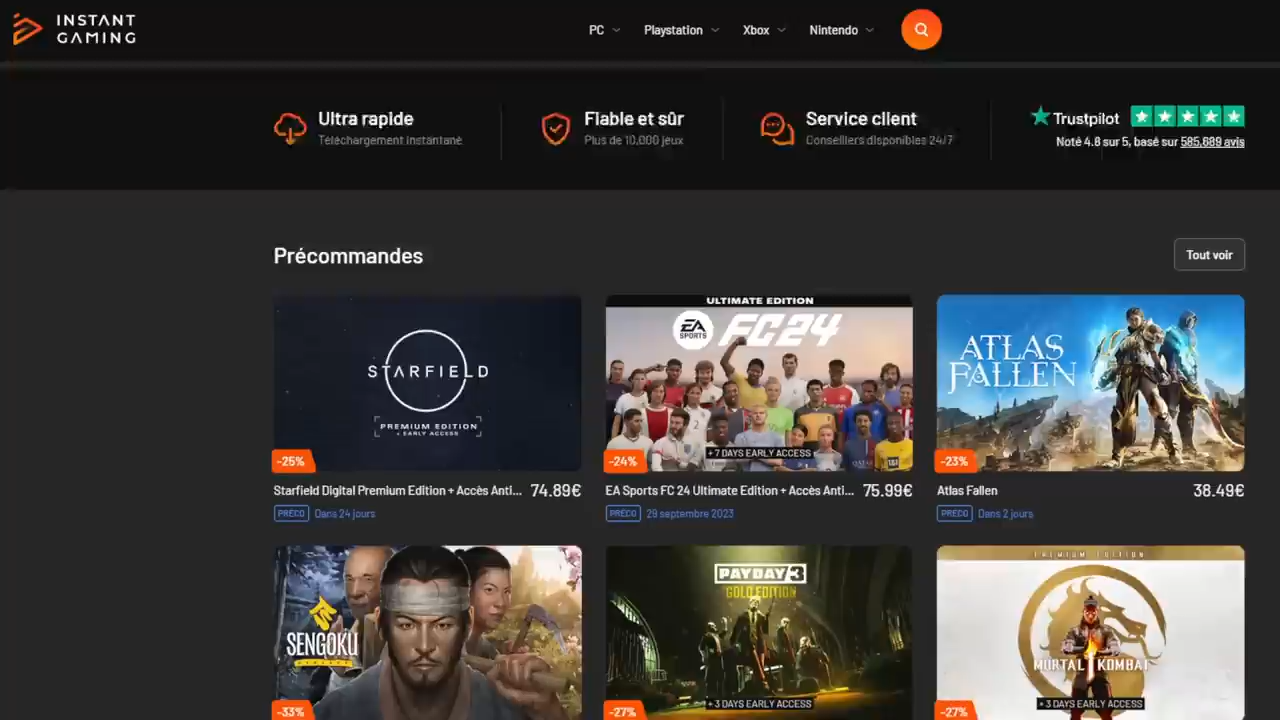 INSTANT
GAMING
PC
Playstation
Xbox
Nintendo
Ultra rapide
Téléchargement instantané
Fiable et sûr
Plus de 10,000 jeux
Service client
Conseillers disponibles 24/7
Trustpilot
Noté 4.8 sur 5, basé sur 585,689 avis
Précommandes
Tout voir
STARFIELD
PREMIUM EDITION
+ EARLY ACCESS
-25%
Starfield Digital Premium Edition + Accès Anti... 74.89€
PRÉCO Dans 24 jours
ULTIMATE EDITION
EA SPORTS FC 24
+ 7 DAYS EARLY ACCESS
-24%
EA Sports FC 24 Ultimate Edition + Accès Anti... 75.99€
PRÉCO 29 septembre 2023
ATLAS
FALLEN
-23%
Atlas Fallen 38.49€
PRÉCO Dans 2 jours
SENGOKU
-33%
PAYDAY 3
GOLD EDITION
+ 3 DAYS EARLY ACCESS
-27%
PREMIUM EDITION
MORTAL KOMBAT
+ 3 DAYS EARLY ACCESS
-27%